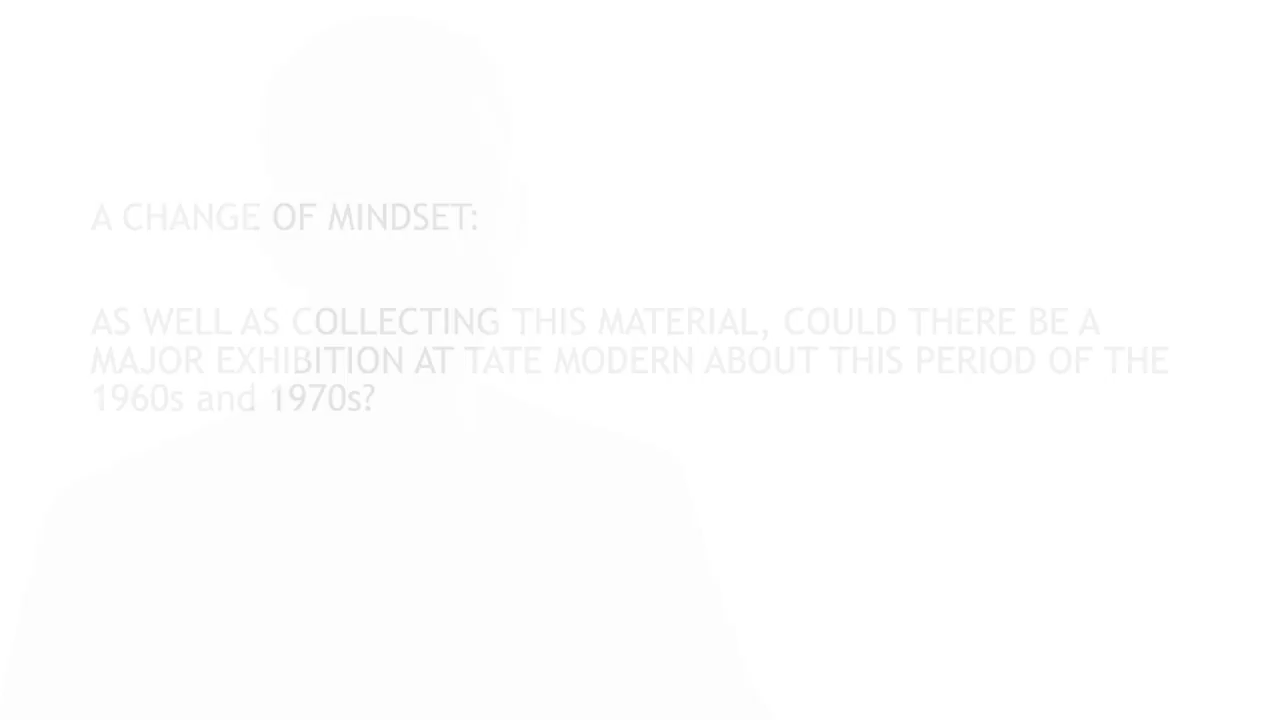 A CHANGE OF MINDSET:
AS WELL AS COLLECTING THIS MATERIAL, COULD THERE BE A
MAJOR EXHIBITION AT TATE MODERN ABOUT THIS PERIOD OF THE
1960s and 1970s?